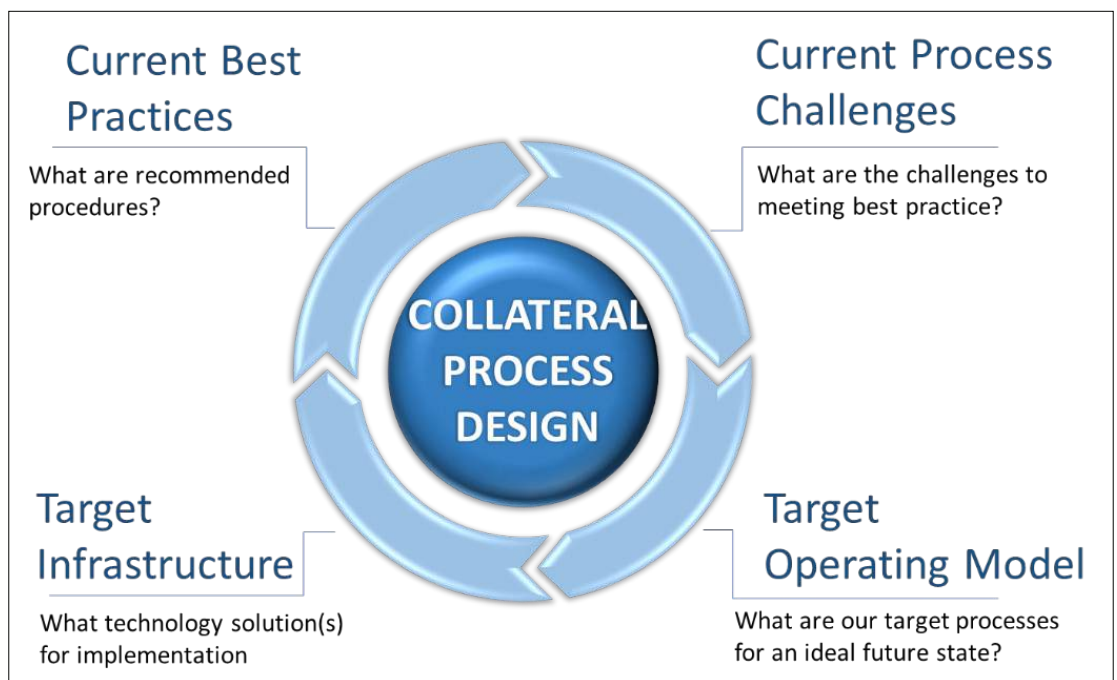 Current Best
Practices
What are recommended
procedures?
Current Process
Challenges
What are the challenges to
meeting best practice?
COLLATERAL
PROCESS
DESIGN
Target
Infrastructure
What technology solution(s)
for implementation
Target
Operating Model
What are our target processes
for an ideal future state?